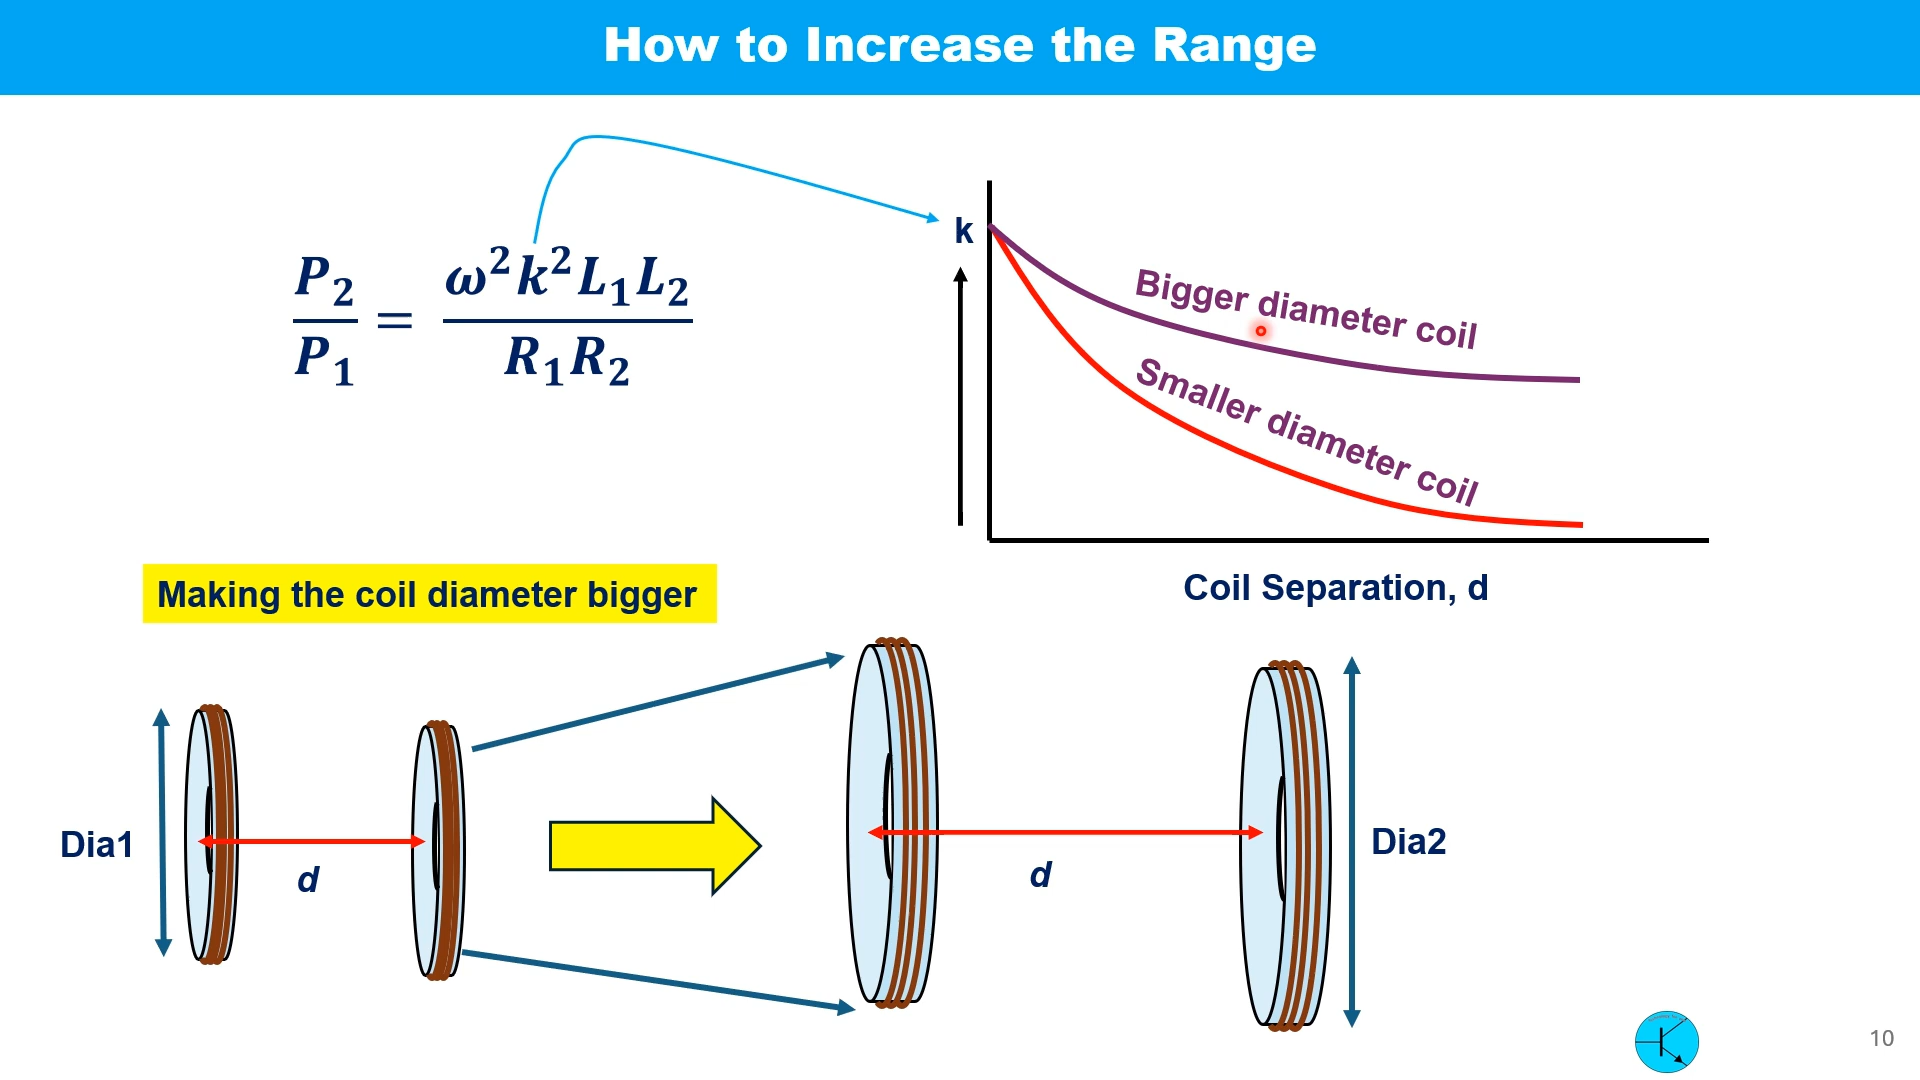 How to Increase the Range
P₂/P₁ = ω²k²L₁L₂/R₁R₂
k
Bigger diameter coil
Smaller diameter coil
Coil Separation, d
Making the coil diameter bigger
Dia1
d
d
Dia2
10